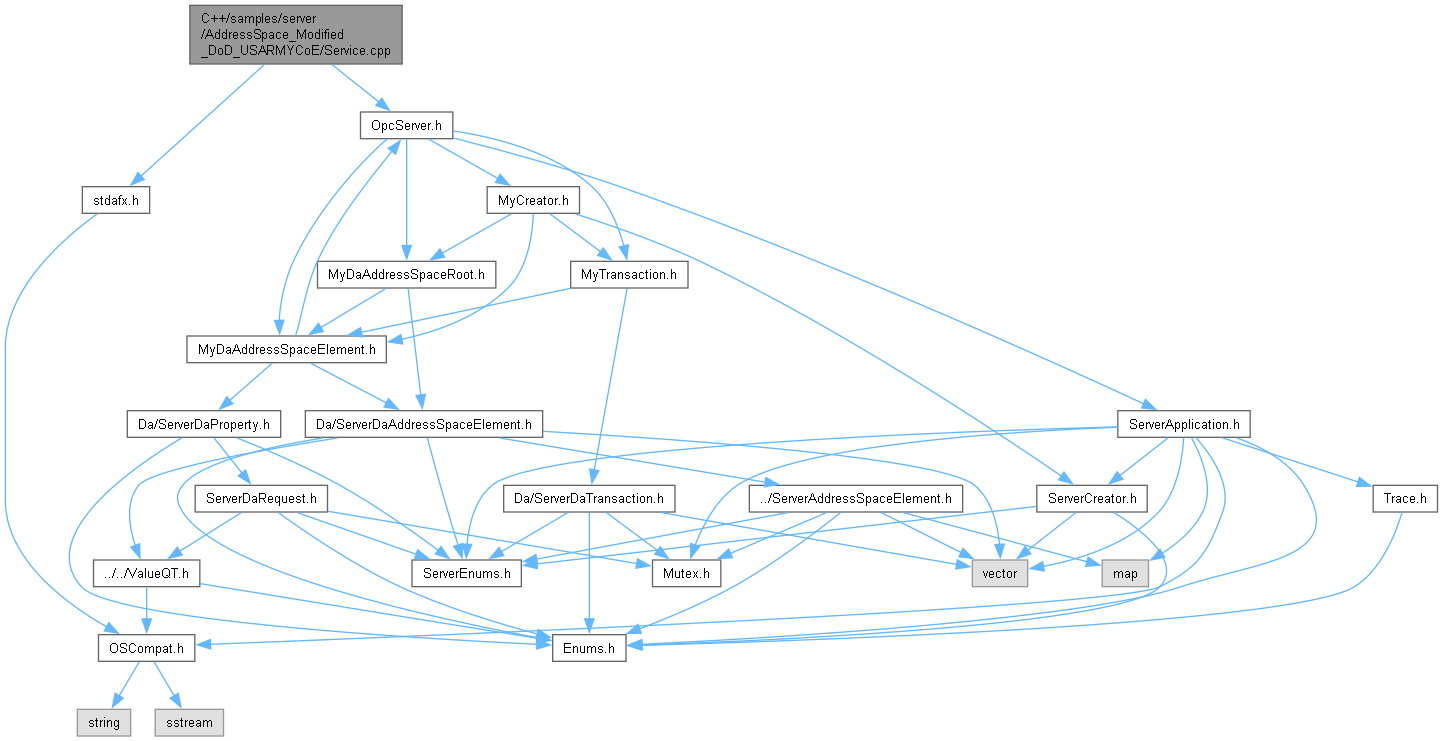 C++/samples/server
/AddressSpace_Modified
_DoD_USARMYCoE/Service.cpp
OpcServer.h
stdafx.h
MyCreator.h
MyDaAddressSpaceRoot.h
MyTransaction.h
MyDaAddressSpaceElement.h
Da/ServerDaProperty.h
Da/ServerDaAddressSpaceElement.h
ServerApplication.h
ServerDaRequest.h
Da/ServerDaTransaction.h
../ServerAddressSpaceElement.h
ServerCreator.h
Trace.h
../../ValueQT.h
ServerEnums.h
Mutex.h
vector
map
OSCompat.h
Enums.h
string
sstream